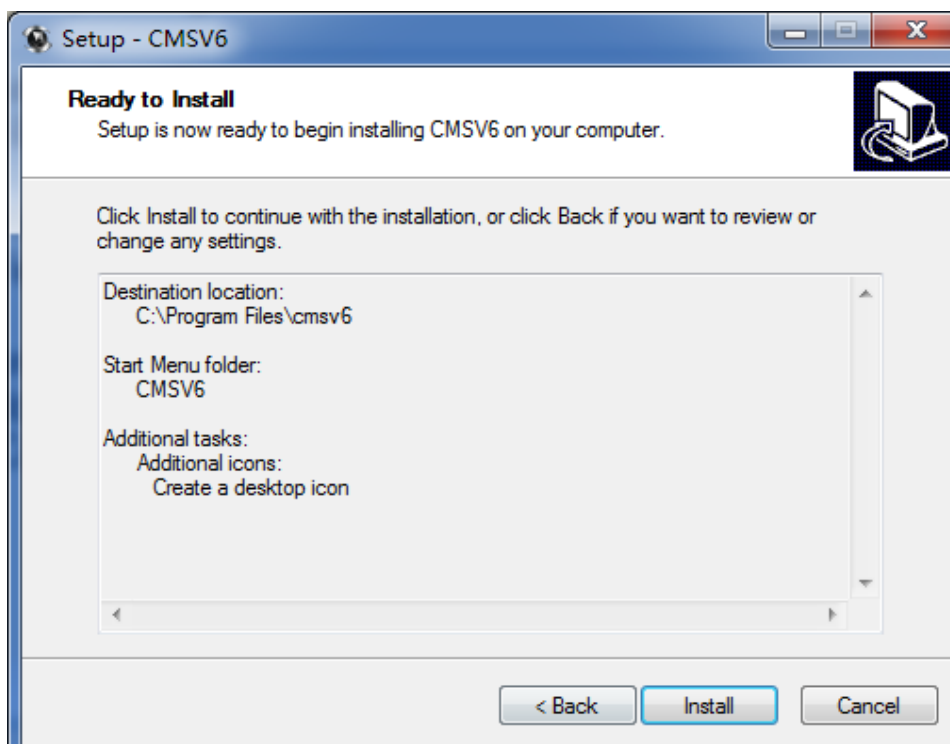 Setup - CMSV6
Ready to Install
Setup is now ready to begin installing CMSV6 on your computer.
Click Install to continue with the installation, or click Back if you want to review or
change any settings.
Destination location:
C:\Program Files\cmsv6
Start Menu folder:
CMSV6
Additional tasks:
Additional icons:
Create a desktop icon
< Back
Install
Cancel